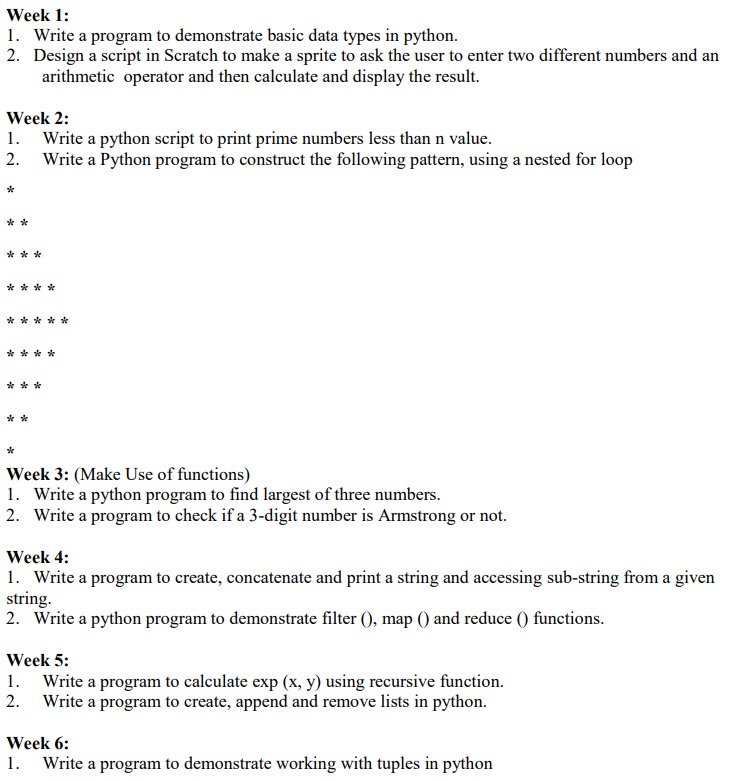 Week 1:
1. Write a program to demonstrate basic data types in python.
2. Design a script in Scratch to make a sprite to ask the user to enter two different numbers and an
arithmetic operator and then calculate and display the result.
Week 2:
1. Write a python script to print prime numbers less than n value.
2. Write a Python program to construct the following pattern, using a nested for loop
*
* *
* * *
* * * *
* * * * *
* * * *
* * *
* *
*
Week 3: (Make Use of functions)
1. Write a python program to find largest of three numbers.
2. Write a program to check if a 3-digit number is Armstrong or not.
Week 4:
1. Write a program to create, concatenate and print a string and accessing sub-string from a given
string.
2. Write a python program to demonstrate filter (), map () and reduce () functions.
Week 5:
1. Write a program to calculate exp (x, y) using recursive function.
2. Write a program to create, append and remove lists in python.
Week 6:
1. Write a program to demonstrate working with tuples in python